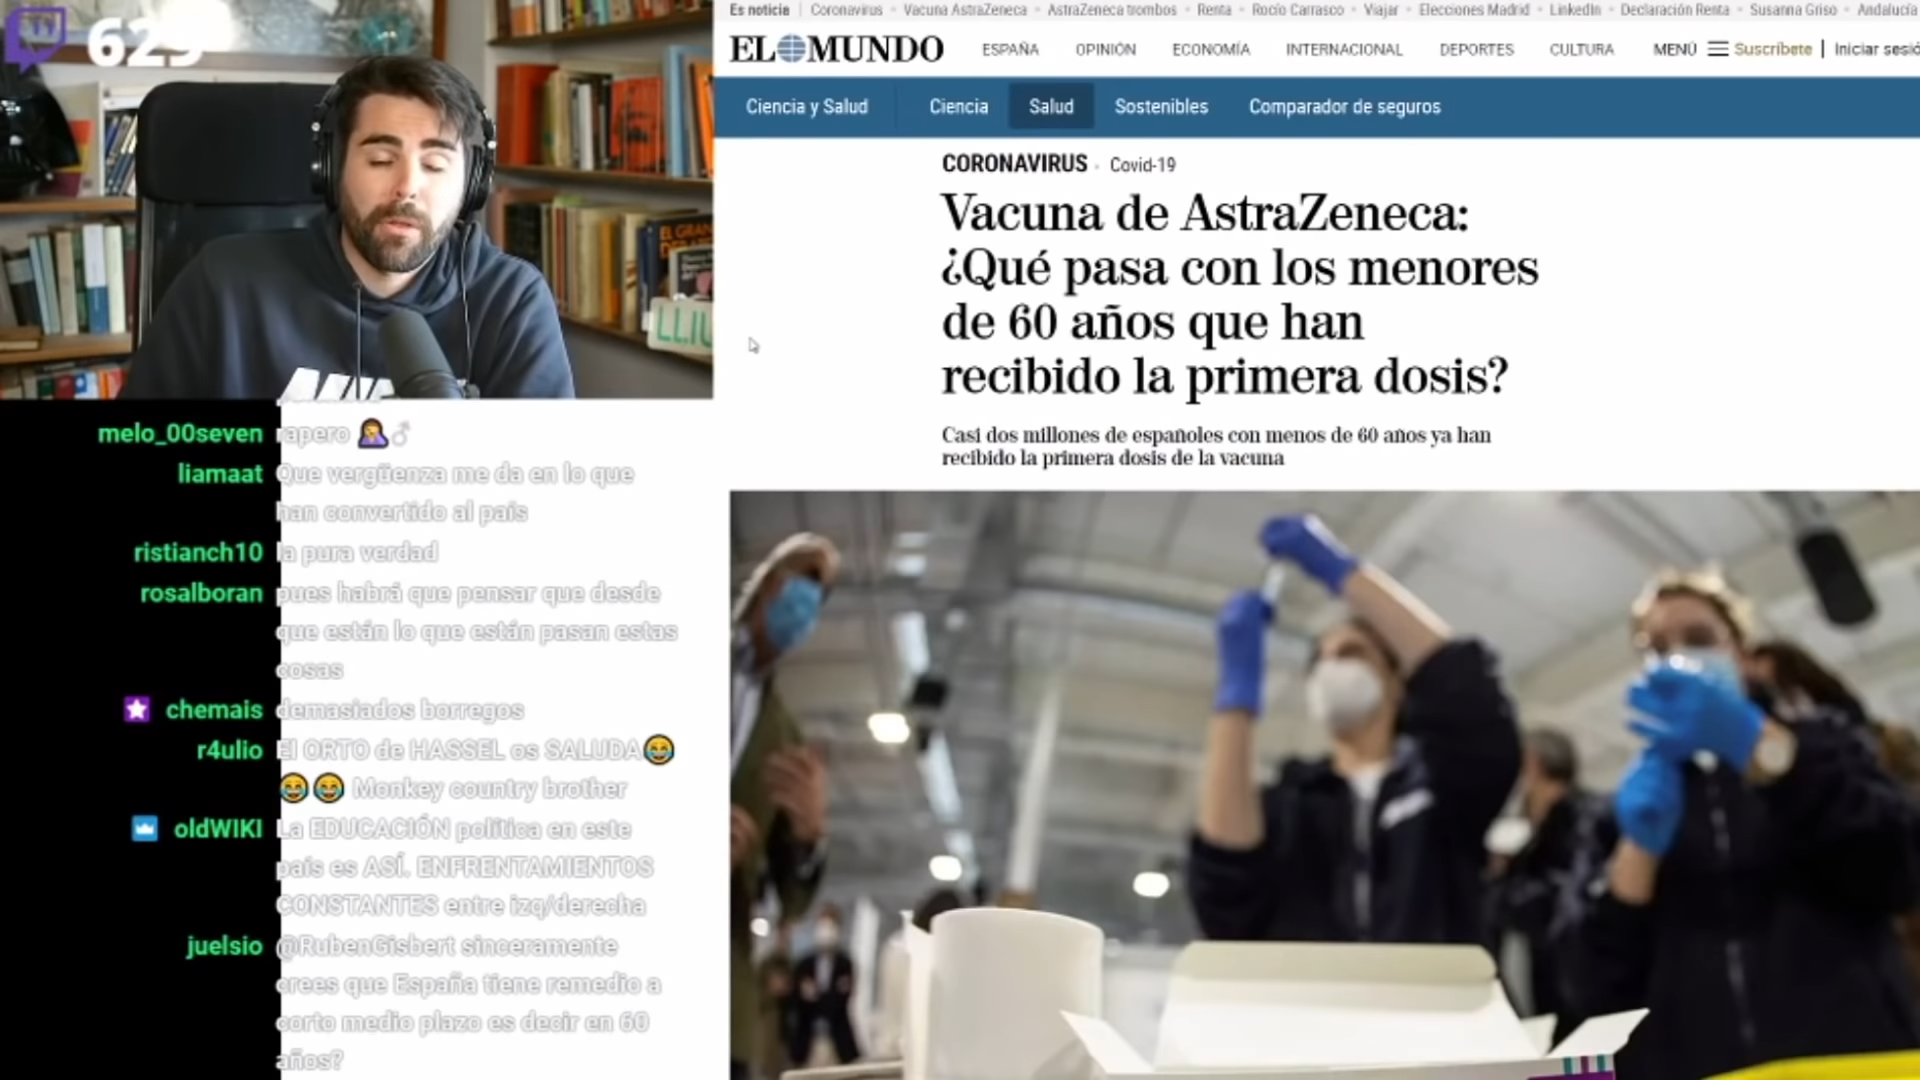 629
Es noticia Coronavirus Vacuna AstraZeneca AstraZeneca trombos Renta Rocío Carrasco Viajar Elecciones Madrid LinkedIn Declaración Renta Susanna Griso Andalucía
EL MUNDO ESPAÑA OPINIÓN ECONOMÍA INTERNACIONAL DEPORTES CULTURA MENÚ Suscríbete Iniciar sesió
Ciencia y Salud Ciencia Salud Sostenibles Comparador de seguros
CORONAVIRUS Covid-19
Vacuna de AstraZeneca:
¿Qué pasa con los menores
de 60 años que han
recibido la primera dosis?
Casi dos millones de españoles con menos de 60 años ya han
recibido la primera dosis de la vacuna
EL GRAN
LLIU
melo_00seven rapero 🤦‍♂
liamaat Que vergüenza me da en lo que
han convertido al país
ristianch10 la pura verdad
rosalboran pues habrá que pensar que desde
que están lo que están pasan estas
cosas
chemais demasiados borregos
r4ulio El ORTO de HASSEL os SALUDA😂
😂😂 Monkey country brother
oldWIKI La EDUCACIÓN política en este
país es ASÍ. ENFRENTAMIENTOS
CONSTANTES entre izq/derecha
juelsio @RubenGisbert sinceramente
crees que España tiene remedio a
corto medio plazo es decir en 60
años?